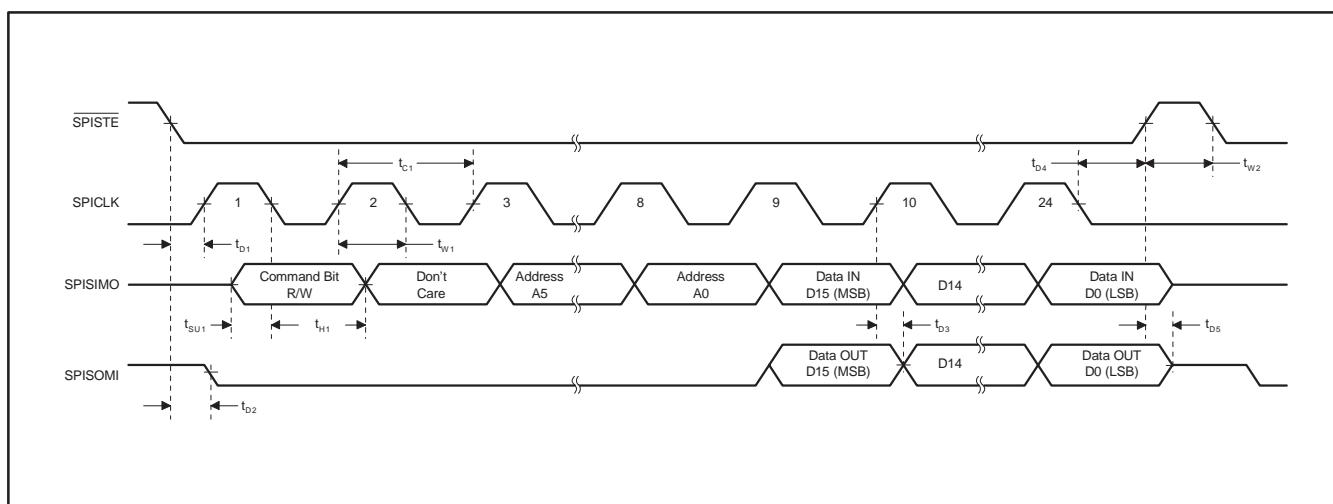 SPISTE
t_D4
t_W2
t_C1
SPICLK
1
2
3
8
9
10
24
t_D1
t_W1
SPISIMO
Command Bit
R/W
Don't
Care
Address
A5
Address
A0
Data IN
D15 (MSB)
D14
Data IN
D0 (LSB)
t_SU1
t_H1
t_D3
t_D5
SPISOMI
Data OUT
D15 (MSB)
D14
Data OUT
D0 (LSB)
t_D2